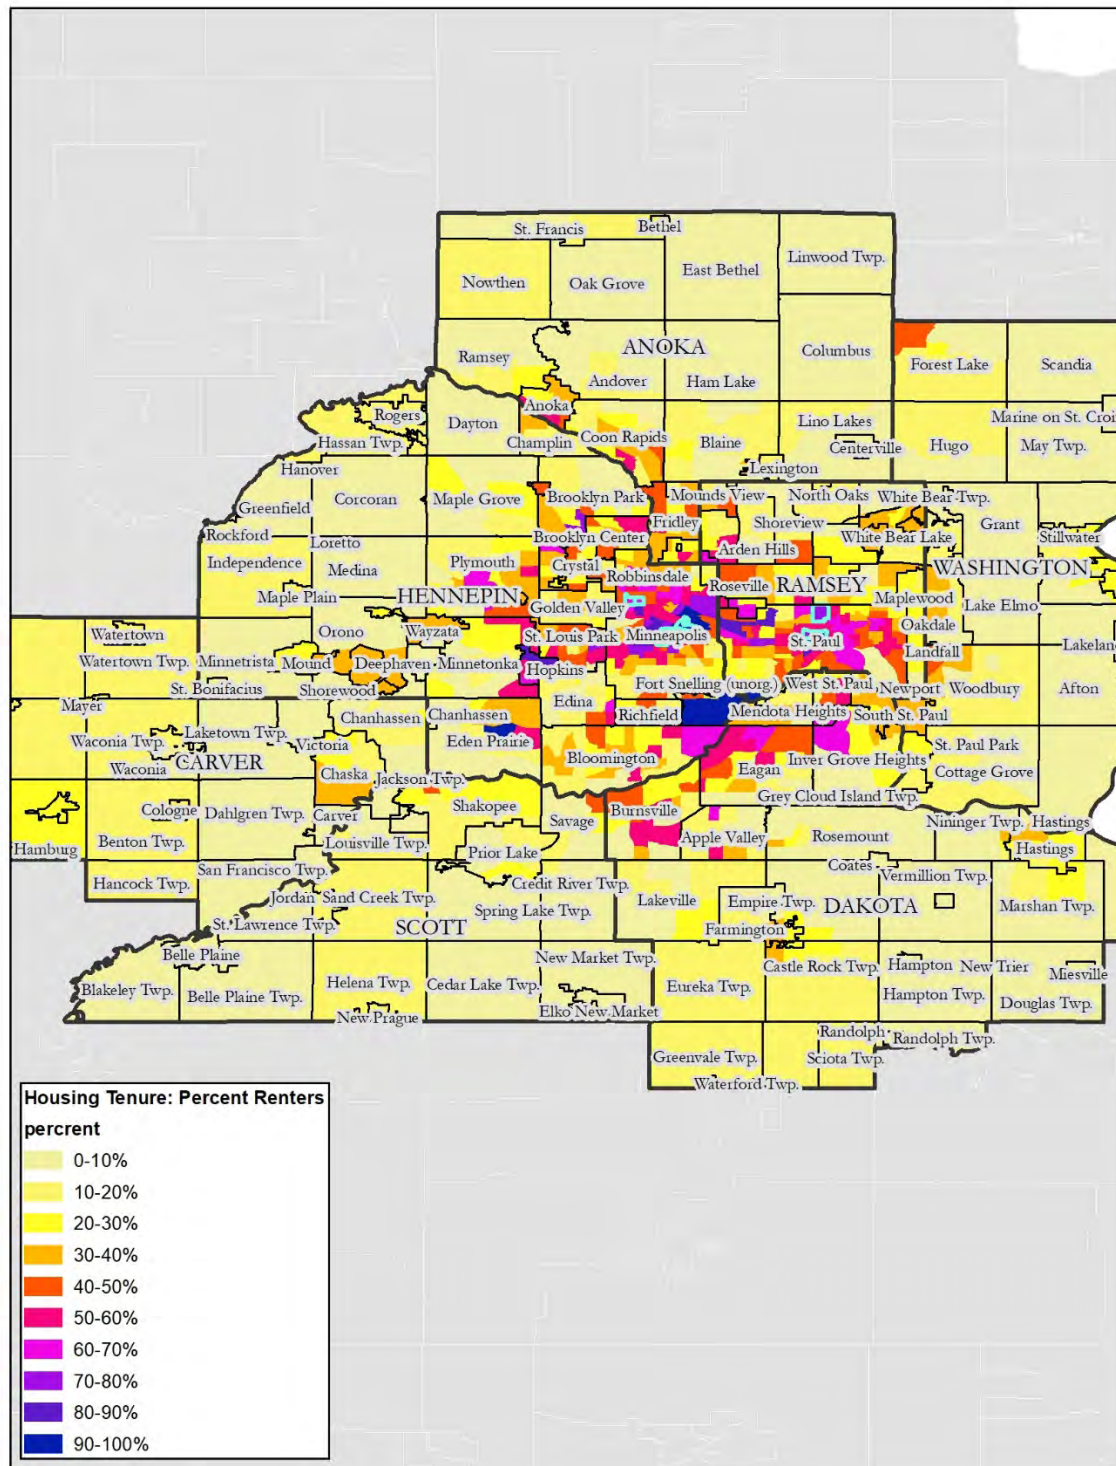 St. Francis
Bethel
Linwood Twp.
East Bethel
Nowthen
Oak Grove
ANOKA
Columbus
Ramsey
Forest Lake
Scandia
Andover
Ham Lake
Anoka
Rogers
Dayton
Lino Lakes
Marine on St. Croi
Hassan Twp.
Champlin
Coon Rapids
Blaine
Centerville
Hugo
May Twp.
Hanover
Lexington
Corcoran
Maple Grove
Brooklyn Park
Mounds View
North Oaks
White Bear Twp.
Greenfield
Fridley
Shoreview
Grant
Rockford
Loretto
Brooklyn Center
White Bear Lake
Stillwater
Independence
Medina
Plymouth
Crystal
Arden Hills
WASHINGTON
Robbinsdale
Roseville
RAMSEY
Maple Plain
HENNEPIN
Golden Valley
Maplewood
Lake Elmo
Watertown
Orono
Wayzata
St. Louis Park
Minneapolis
St. Paul
Oakdale
Watertown Twp.
Minnetrista
Mound
Deephaven
Minnetonka
Hopkins
Landfall
Lakelan
St. Bonifacius
Shorewood
Fort Snelling (unorg.)
West St. Paul
Newport
Woodbury
Afton
Mayer
Chanhassen
Chanhassen
Edina
Richfield
Mendota Heights
South St. Paul
Waconia Twp.
Laketown Twp.
Victoria
Eden Prairie
St. Paul Park
Waconia
CARVER
Bloomington
Eagan
Inver Grove Heights
Cottage Grove
Chaska
Jackson Twp.
Grey Cloud Island Twp.
Cologne
Dahlgren Twp.
Carver
Shakopee
Savage
Burnsville
Nininger Twp.
Hastings
Hamburg
Benton Twp.
Louisville Twp.
Prior Lake
Apple Valley
Rosemount
Hastings
Hancock Twp.
San Francisco Twp.
Credit River Twp.
Coates
Vermillion Twp.
Jordan
Sand Creek Twp.
Spring Lake Twp.
Lakeville
Empire Twp.
DAKOTA
Marshan Twp.
St. Lawrence Twp.
SCOTT
Farmington
Belle Plaine
New Market Twp.
Castle Rock Twp.
Hampton
New Trier
Miesville
Blakeley Twp.
Belle Plaine Twp.
Helena Twp.
Cedar Lake Twp.
Eureka Twp.
Hampton Twp.
Douglas Twp.
New Prague
Elko New Market
Randolph
Randolph Twp.
Greenvale Twp.
Sciota Twp.
Waterford Twp.
Housing Tenure: Percent Renters
percrent
0-10%
10-20%
20-30%
30-40%
40-50%
50-60%
60-70%
70-80%
80-90%
90-100%